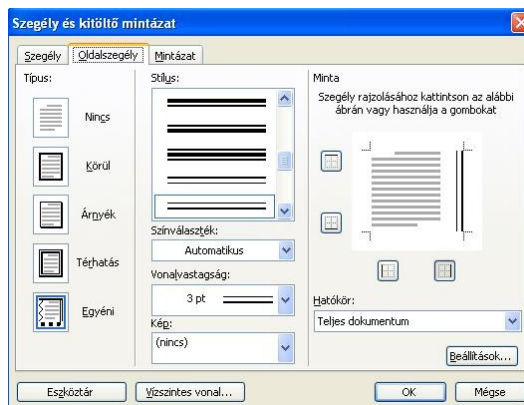 Szegély és kitöltő mintázat
Szegély
Oldalszegély
Mintázat
Típus:
Nincs
Körül
Árnyék
Térhatás
Egyéni
Stílus:
Színválaszték:
Automatikus
Vonalvastagság:
3 pt
Kép:
(nincs)
Minta
Szegély rajzolásához kattintson az alábbi
ábrán vagy használja a gombokat
Hatókör:
Teljes dokumentum
Beállítások...
Eszköztár
Vízszintes vonal...
OK
Mégse